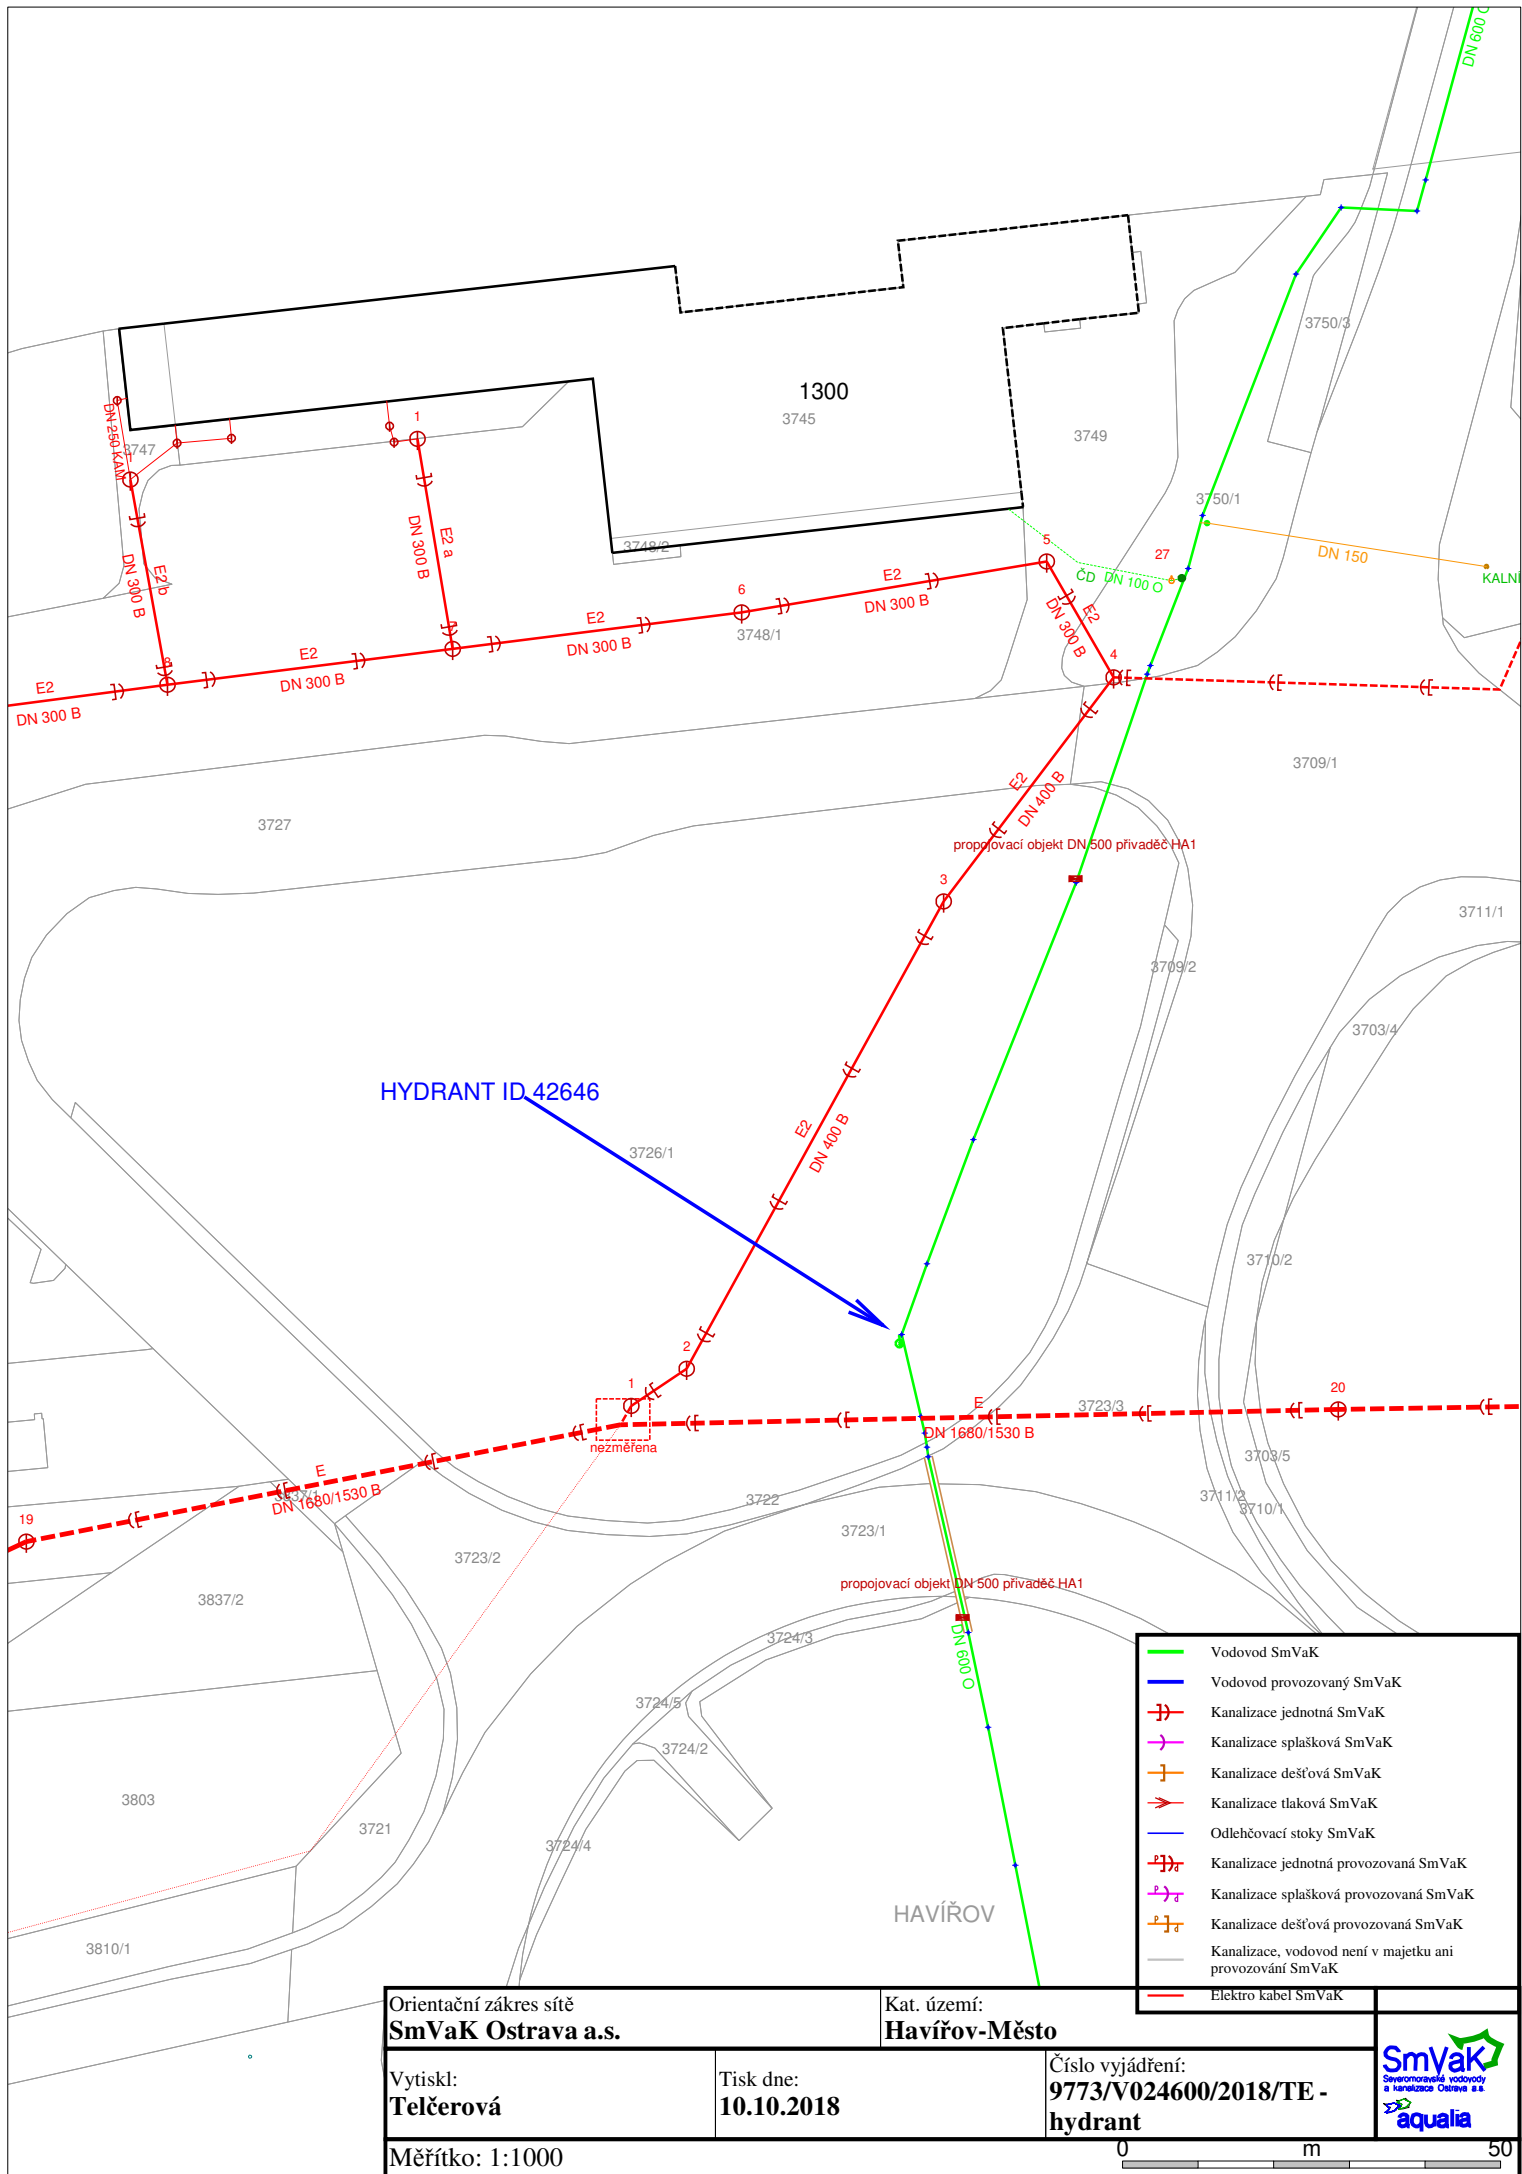 DN 600 O
3750/3
1300
3745
3749
DN 250 KAM
3747
1
1
3750/1
3748/2
5
27
DN 150
KALNÍ
ČD DN 100 O
E2 a
DN 300 B
E2 b
DN 300 B
E2
DN 300 B
6
E2
DN 300 B
3748/1
E2
DN 300 B
4
8
E2
DN 300 B
E2
DN 300 B
3709/1
E2
DN 400 B
3727
propojovací objekt DN 500 přivaděč HA1
3
3711/1
3709/2
3703/4
HYDRANT ID 42646
E2
DN 400 B
3726/1
3710/2
2
1
20
E
3723/3
DN 1680/1530 B
nezměřena
3703/5
E
3837/1
DN 1680/1530 B
3722
3711/2
3710/1
19
3723/1
3723/2
propojovací objekt DN 500 přivaděč HA1
3837/2
3724/3
DN 600 O
3724/5
3724/2
3803
3721
3724/4
HAVÍŘOV
3810/1
Vodovod SmVaK
Vodovod provozovaný SmVaK
Kanalizace jednotná SmVaK
Kanalizace splašková SmVaK
Kanalizace dešťová SmVaK
Kanalizace tlaková SmVaK
Odlehčovací stoky SmVaK
Kanalizace jednotná provozovaná SmVaK
Kanalizace splašková provozovaná SmVaK
Kanalizace dešťová provozovaná SmVaK
Kanalizace, vodovod není v majetku ani
provozování SmVaK
Elektro kabel SmVaK
Orientační zákres sítě
SmVaK Ostrava a.s.
Kat. území:
Havířov-Město
Vytiskl:
Telčerová
Tisk dne:
10.10.2018
Číslo vyjádření:
9773/V024600/2018/TE -
hydrant
SmVaK
Severomoravské vodovody
a kanalizace Ostrava a.s.
aqualia
Měřítko: 1:1000
0 m 50